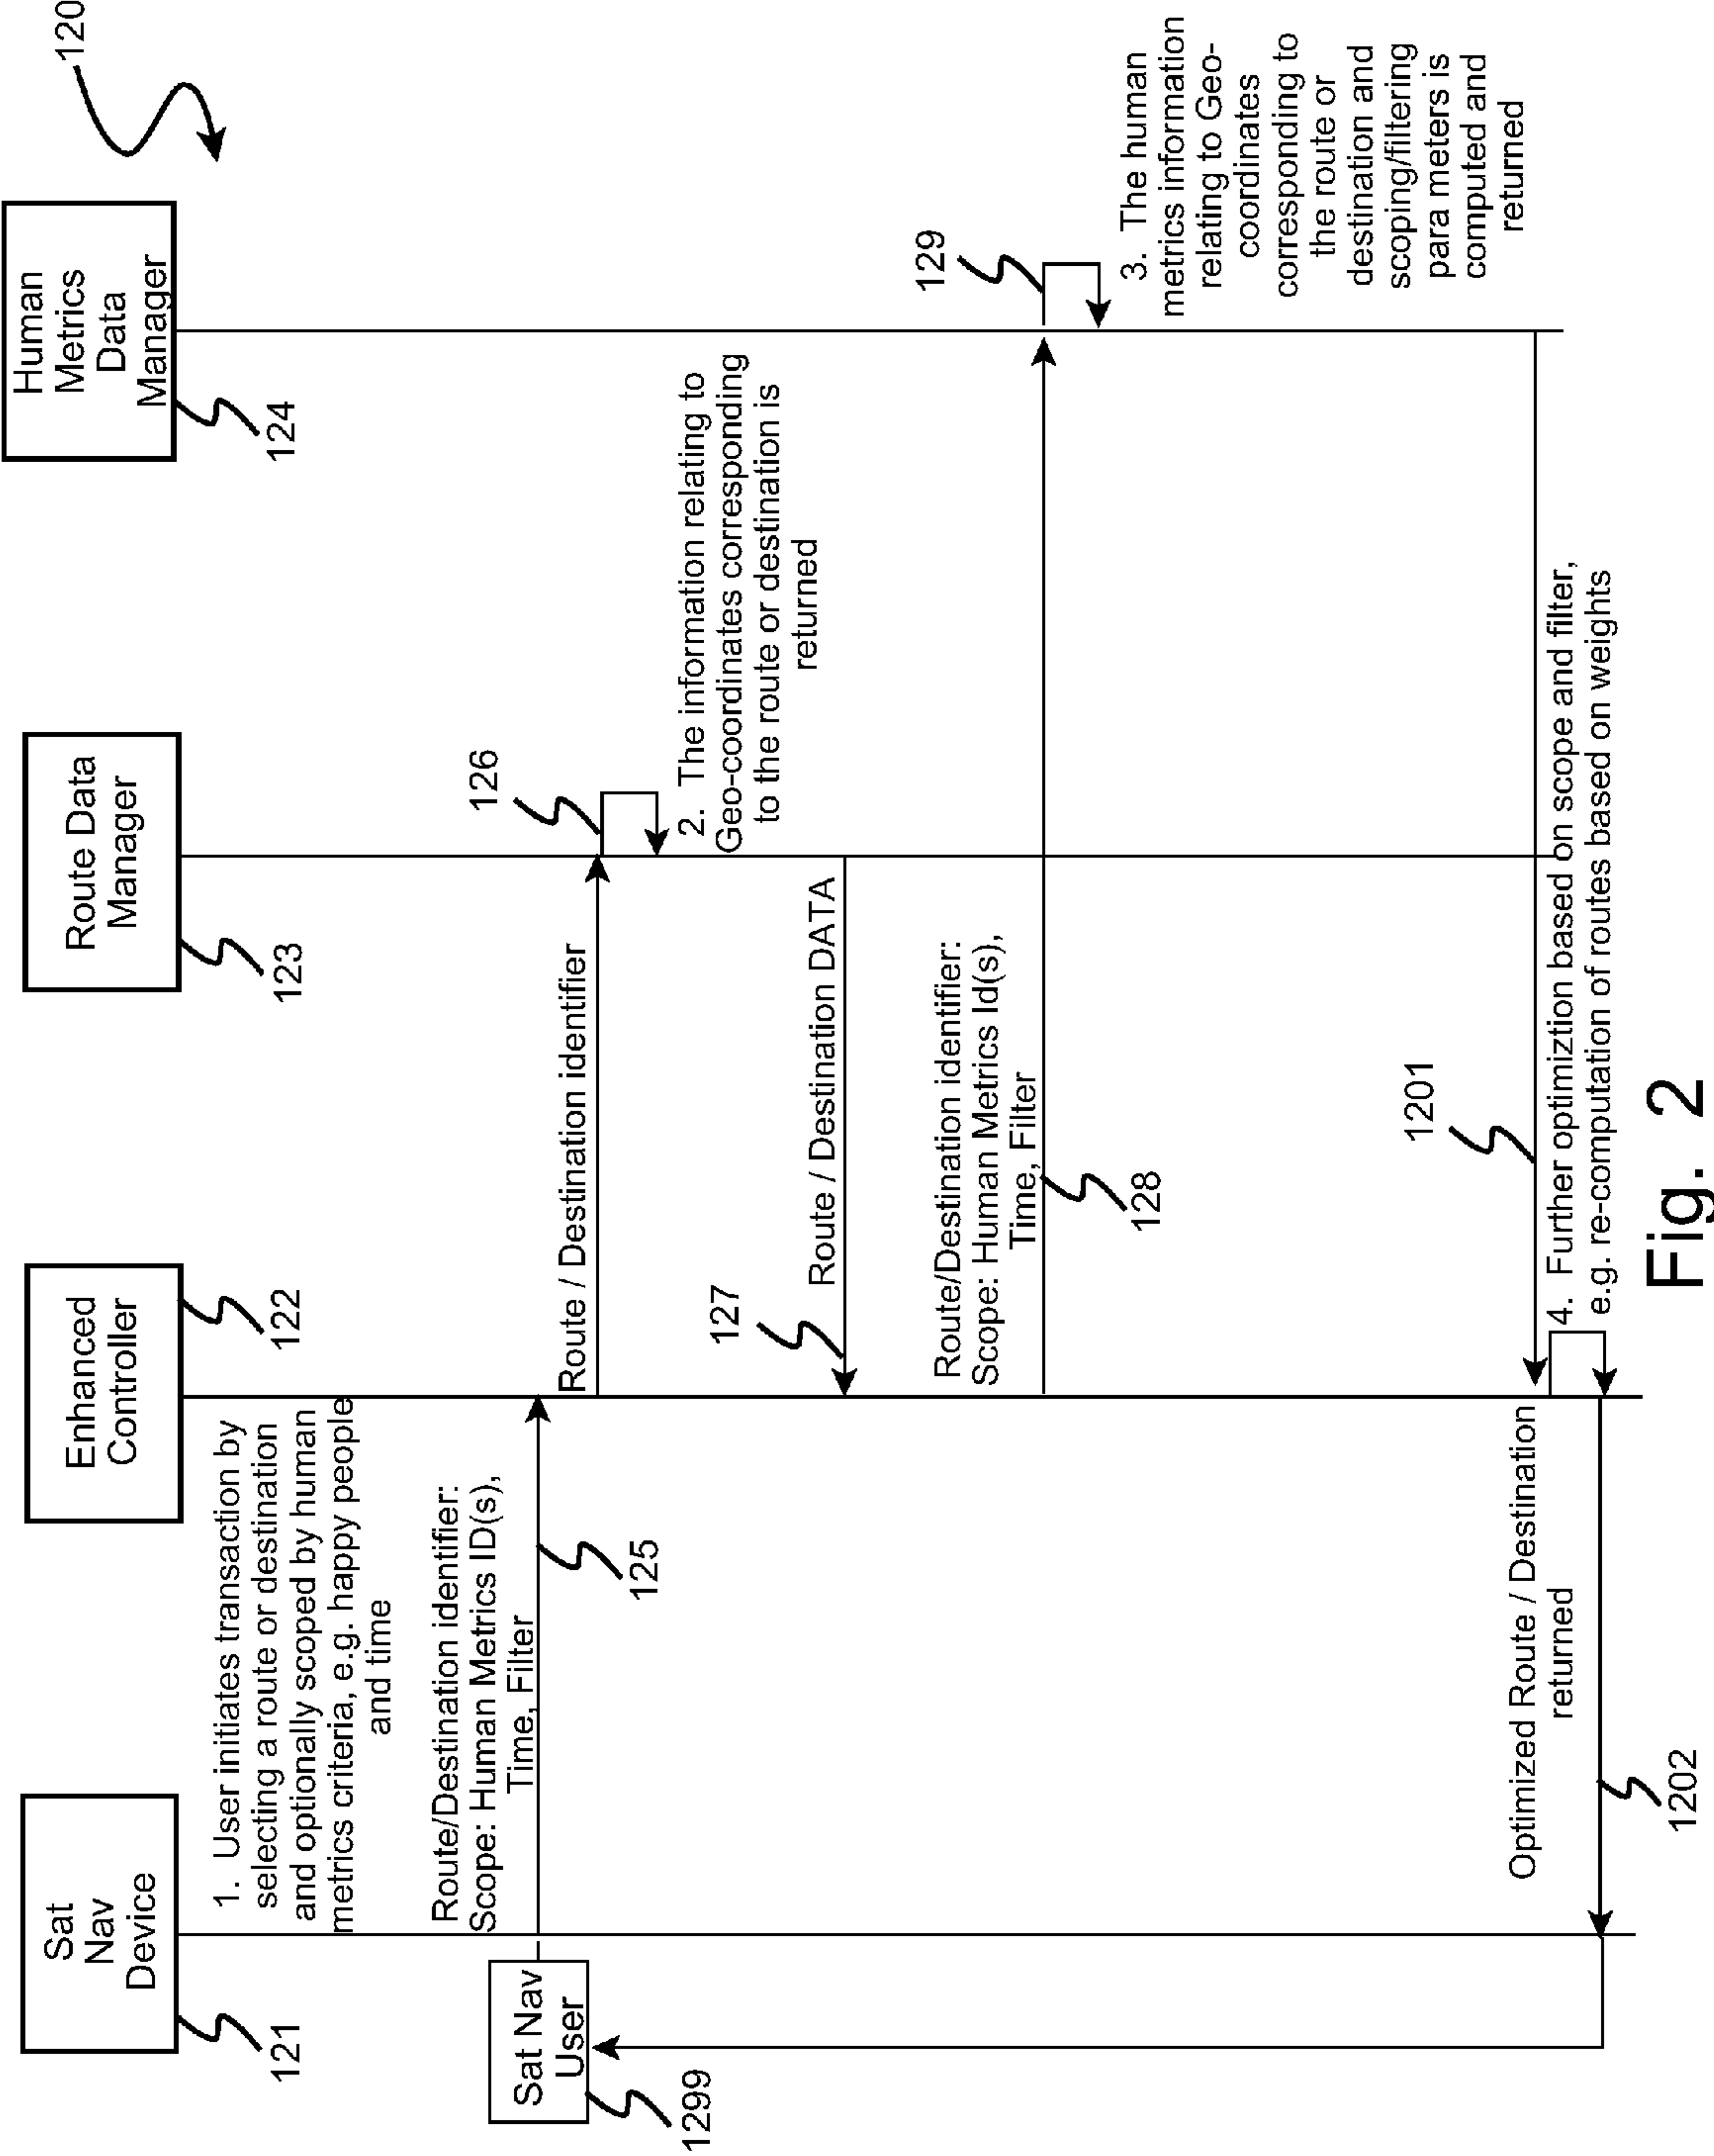 120
Sat
Nav
Device
121
Enhanced
Controller
122
Route Data
Manager
123
Human
Metrics
Data
Manager
124
1. User initiates transaction by
selecting a route or destination
and optionally scoped by human
metrics criteria, e.g. happy people
and time
Route/Destination identifier:
Scope: Human Metrics ID(s),
Time, Filter
125
Sat Nav
User
1299
Route / Destination identifier
126
2. The information relating to
Geo-coordinates corresponding
to the route or destination is
returned
127
Route / Destination DATA
Route/Destination identifier:
Scope: Human Metrics Id(s),
Time, Filter
128
129
3. The human
metrics information
relating to Geo-
coordinates
corresponding to
the route or
destination and
scoping/filtering
para meters is
computed and
returned
1201
4. Further optimiztion based on scope and filter,
e.g. re-computation of routes based on weights
Optimized Route / Destination
returned
1202
Fig. 2